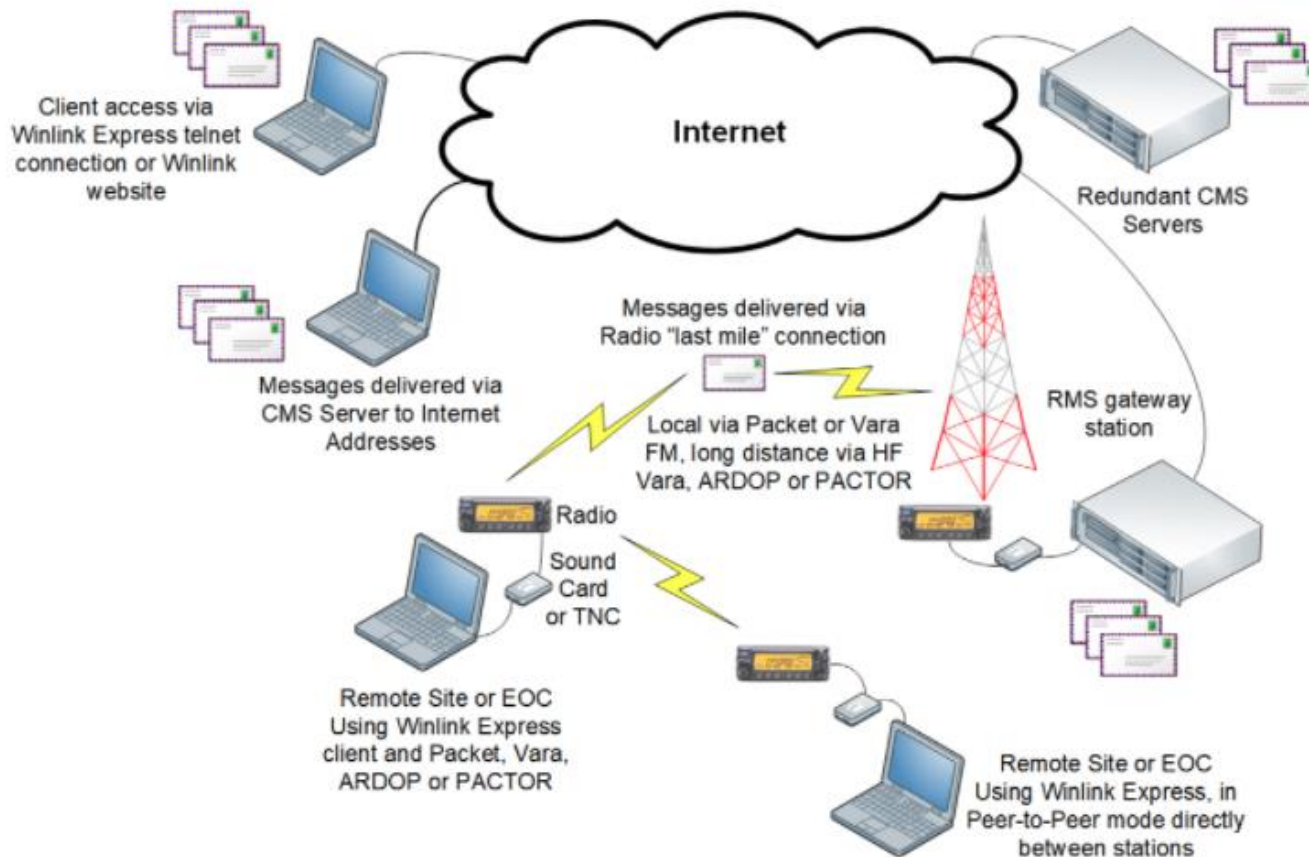 Client access via
Winlink Express telnet
connection or Winlink
website
Internet
Redundant CMS
Servers
Messages delivered via
CMS Server to Internet
Addresses
Messages delivered via
Radio "last mile" connection
Local via Packet or Vara
FM, long distance via HF
Vara, ARDOP or PACTOR
RMS gateway
station
Radio
Sound
Card
or TNC
Remote Site or EOC
Using Winlink Express
client and Packet, Vara,
ARDOP or PACTOR
Remote Site or EOC
Using Winlink Express, in
Peer-to-Peer mode directly
between stations